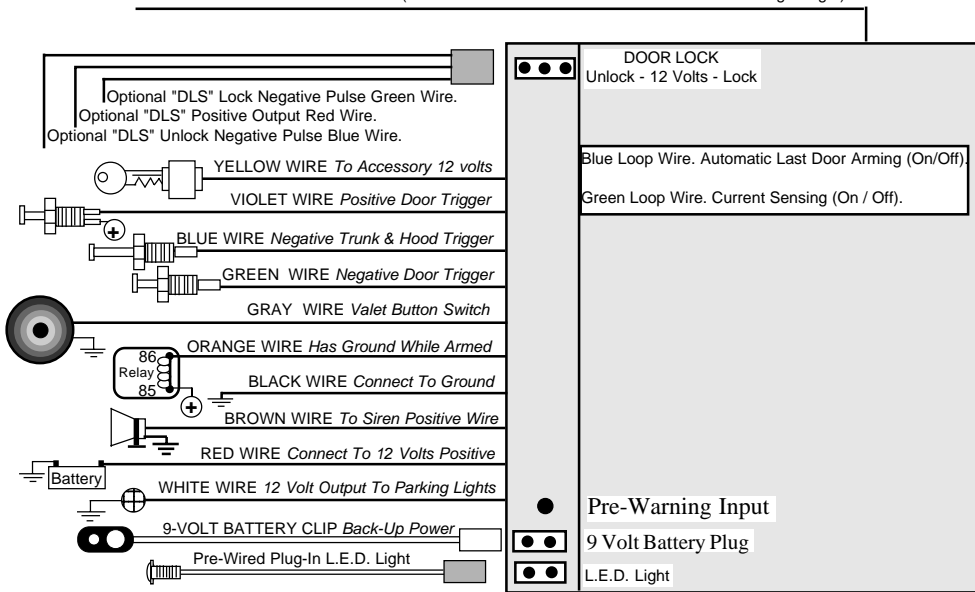 DOOR LOCK
Unlock - 12 Volts - Lock
Optional "DLS" Lock Negative Pulse Green Wire.
Optional "DLS" Positive Output Red Wire.
Optional "DLS" Unlock Negative Pulse Blue Wire.
YELLOW WIRE To Accessory 12 volts
Blue Loop Wire. Automatic Last Door Arming (On/Off).
VIOLET WIRE Positive Door Trigger
Green Loop Wire. Current Sensing (On / Off).
+
BLUE WIRE Negative Trunk & Hood Trigger
GREEN WIRE Negative Door Trigger
GRAY WIRE Valet Button Switch
ORANGE WIRE Has Ground While Armed
86
Relay
85
+
BLACK WIRE Connect To Ground
BROWN WIRE To Siren Positive Wire
RED WIRE Connect To 12 Volts Positive
Battery
WHITE WIRE 12 Volt Output To Parking Lights
Pre-Warning Input
9-VOLT BATTERY CLIP Back-Up Power
9 Volt Battery Plug
Pre-Wired Plug-In L.E.D. Light
L.E.D. Light